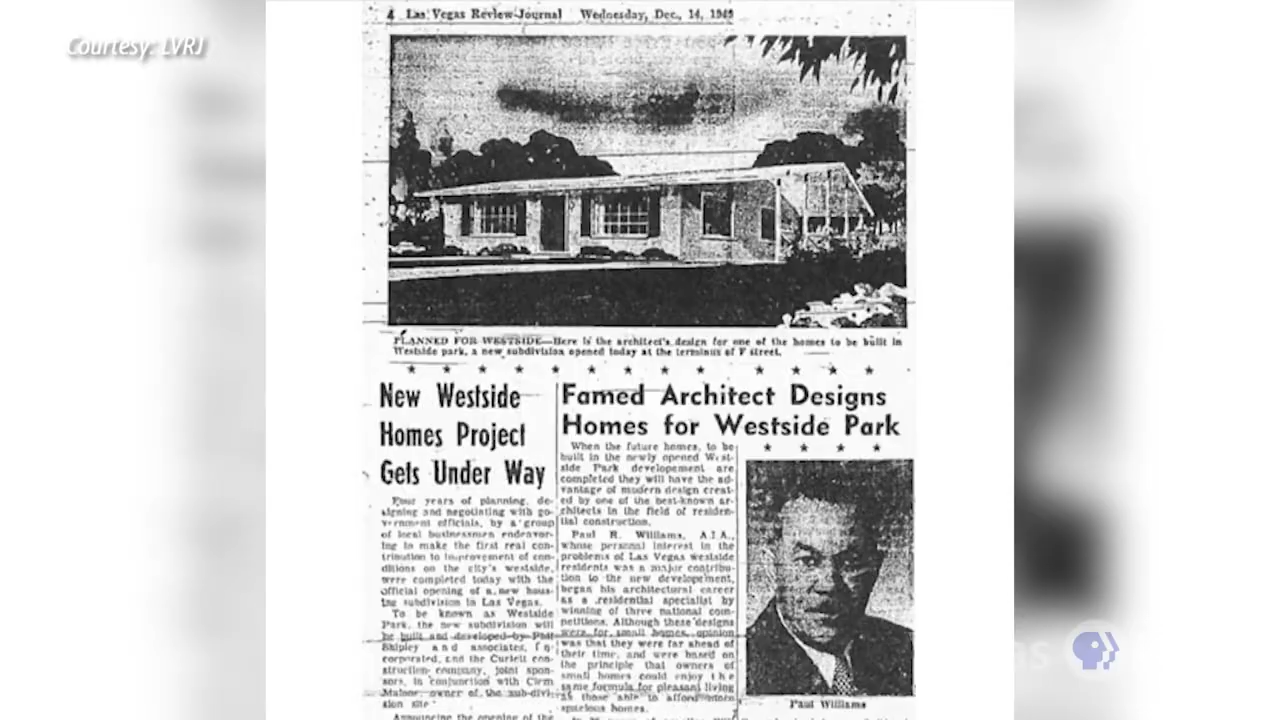 Courtesy: LVRJ
4 Las Vegas Review-Journal Wednesday, Dec., 14, 1949
PLANNED FOR WESTSIDE—Here is the architect's design for one of the homes to be built in
Westside park, a new subdivision opened today at the terminus of F street.
New Westside
Homes Project
Gets Under Way
Four years of planning, de-
signing and negotiating with go-
vernment officials, by a group
of local businessmen endeavor-
ing to make the first real con-
tribution to improvement of con-
ditions on the city's westside,
were completed today with the
official opening of a new hous-
ing subdivision in Las Vegas.
To be known as Westside
Park, the new subdivision will
be built and developed by Phil
Shipley and associates, In-
corporated, and the Curlett con-
struction company, joint spon-
sors, in conjunction with Clem
Malone, owner of the sub-divi-
sion site
Announcing the opening of the
Famed Architect Designs
Homes for Westside Park
When the future homes, to be
built in the newly opened West-
side Park developement are
completed they will have the ad-
vantage of modern design creat-
ed by one of the best-known ar-
chitects in the field of residen-
tial construction.
Paul R. Williams, A.I.A.,
whose personal interest in the
problems of Las Vegas westside
residents was a major contribu-
tion to the new developement,
began his architectural career
as a residential specialist by
winning of three national com-
petitions. Although these designs
were for small homes, opinion
was that they were far ahead of
their time, and were based on
the principle that owners of
small homes could enjoy the
same formula for pleasant living
as those able to afford more
spacious homes.
Paul Williams